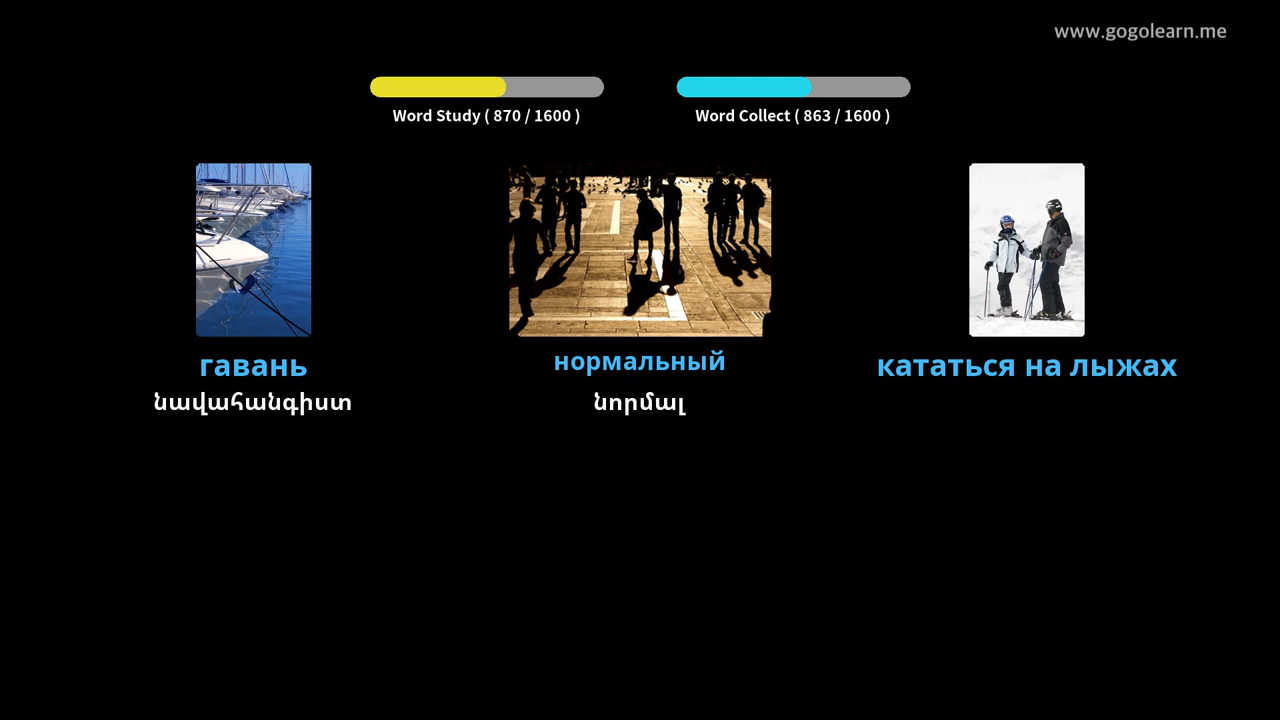 www.gogolearn.me
Word Study ( 870 / 1600 )
Word Collect ( 863 / 1600 )
гавань
нормальный
кататься на лыжах
նավահանգիստ
նորմալ